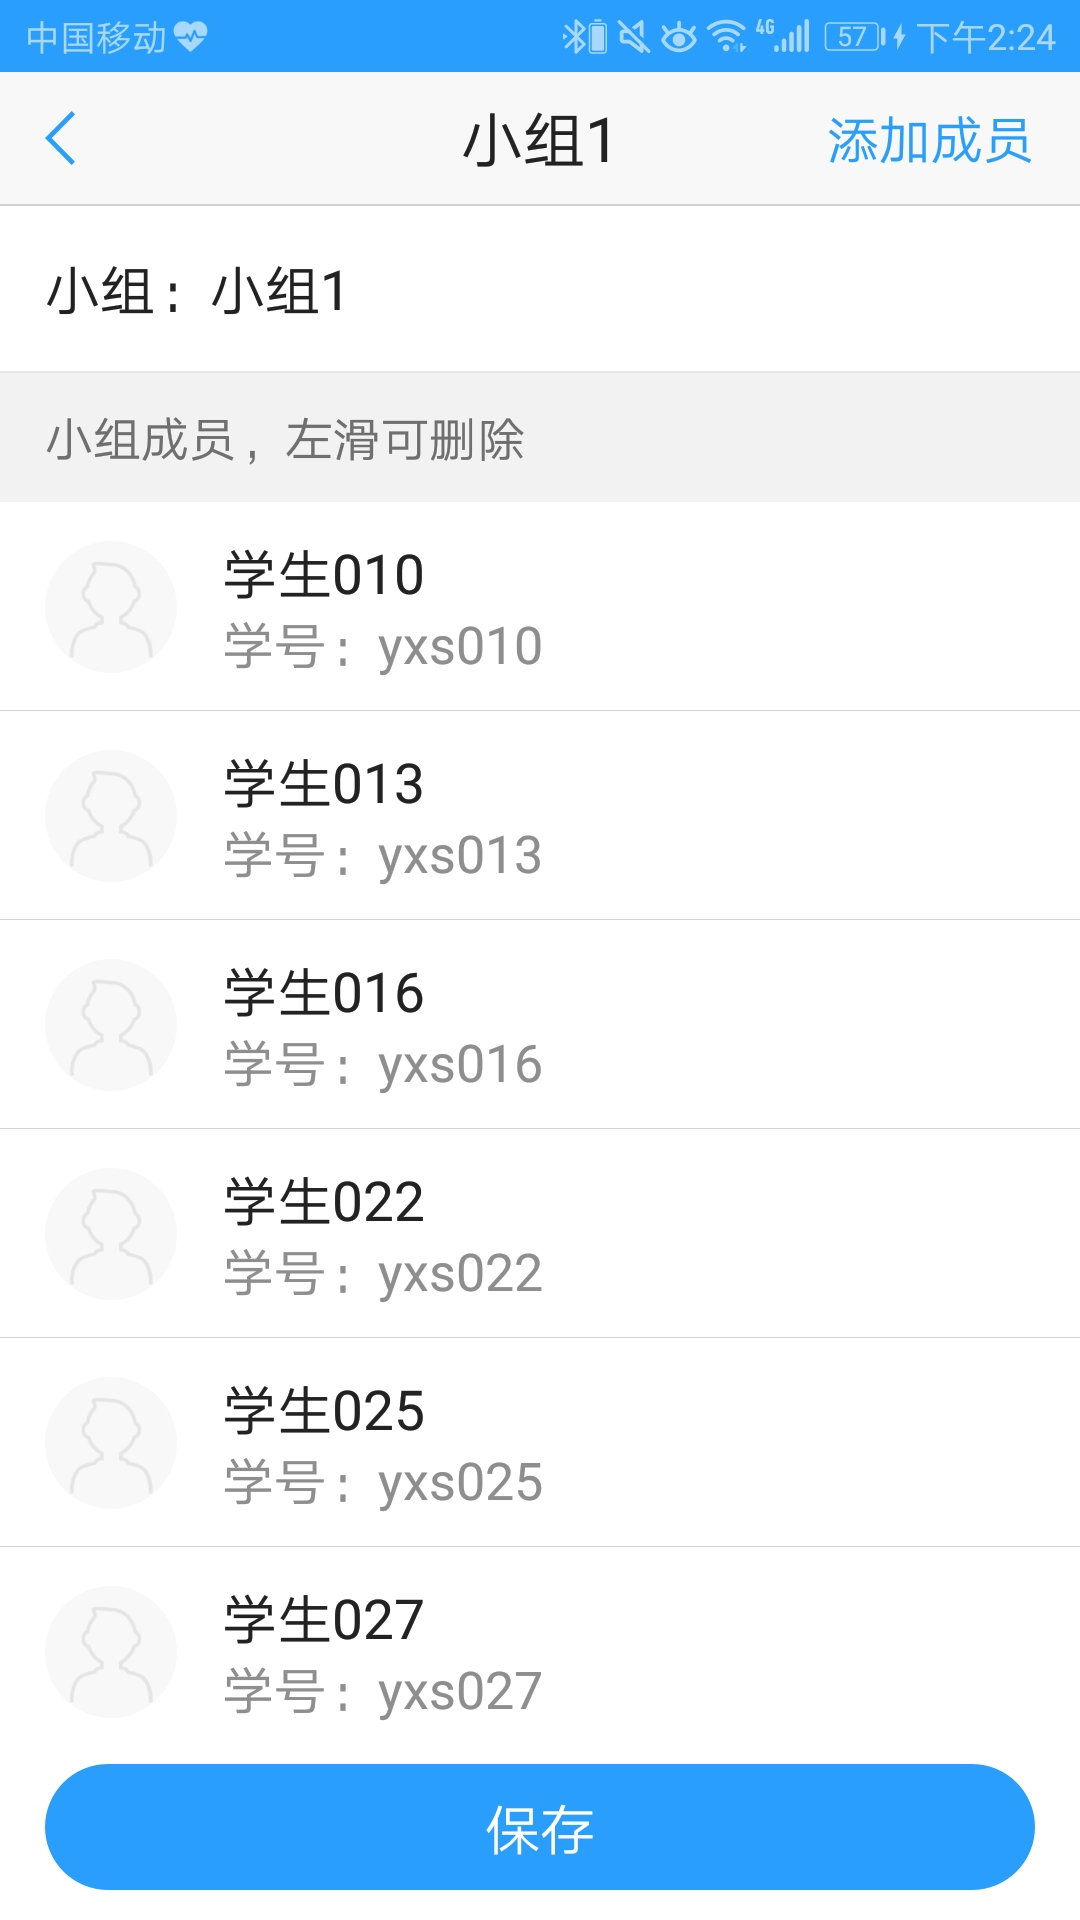 中国移动 4G 57 下午2:24
小组1 添加成员
小组：小组1
小组成员，左滑可删除
学生010
学号：yxs010
学生013
学号：yxs013
学生016
学号：yxs016
学生022
学号：yxs022
学生025
学号：yxs025
学生027
学号：yxs027
保存